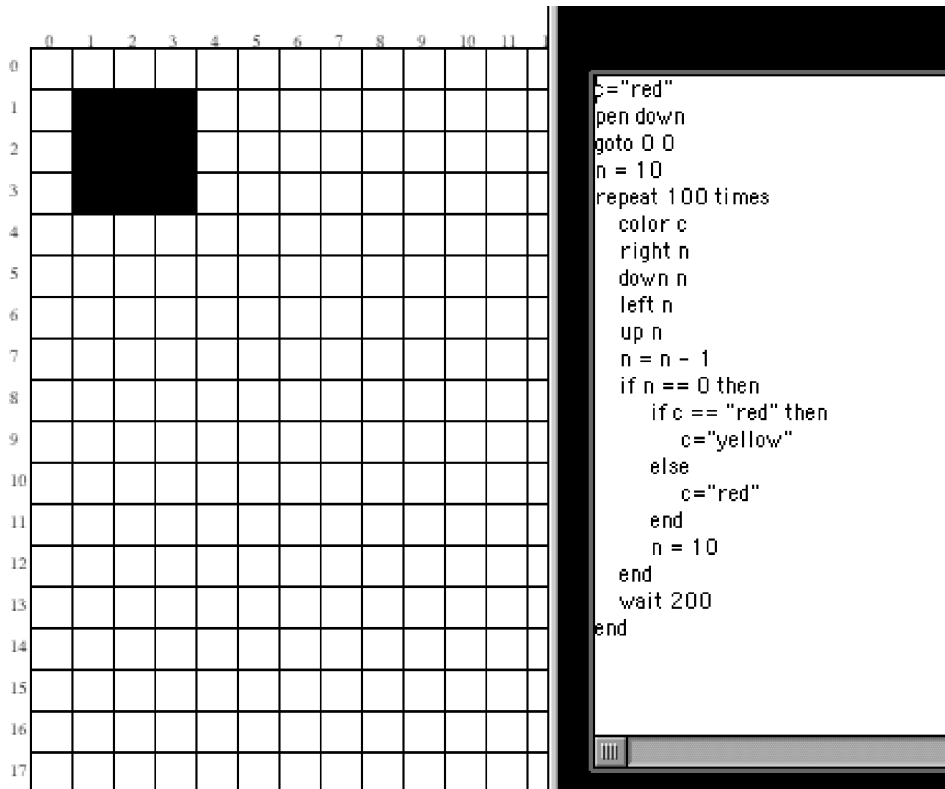 0 1 2 3 4 5 6 7 8 9 10 11
0
1
2
3
4
5
6
7
8
9
10
11
12
13
14
15
16
17
c="red"
pen down
goto 0 0
n = 10
repeat 100 times
color c
right n
down n
left n
up n
n = n - 1
if n == 0 then
if c == "red" then
c="yellow"
else
c="red"
end
n = 10
end
wait 200
end